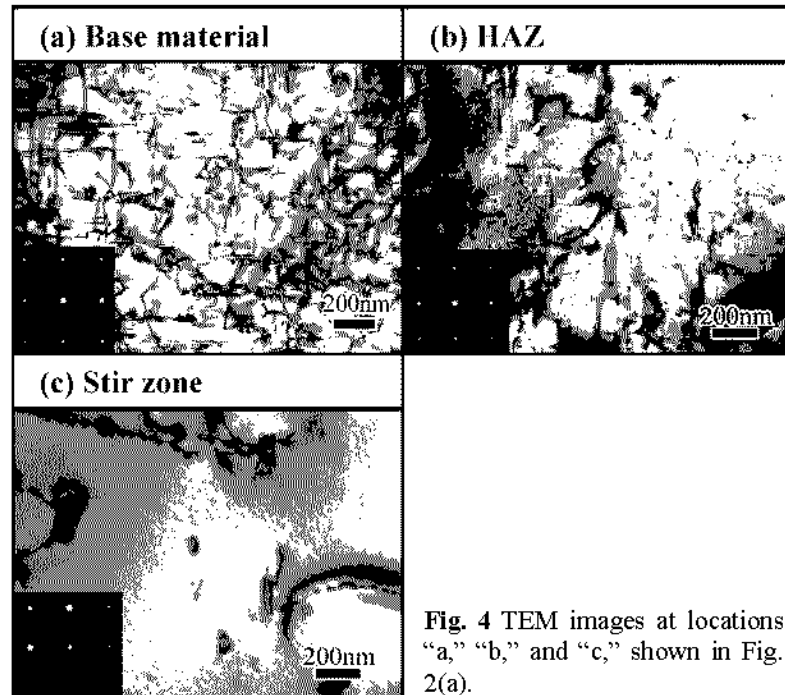 (a) Base material
(b) HAZ
200nm
200nm
(c) Stir zone
200nm
Fig. 4 TEM images at locations
“a,” “b,” and “c,” shown in Fig.
2(a).